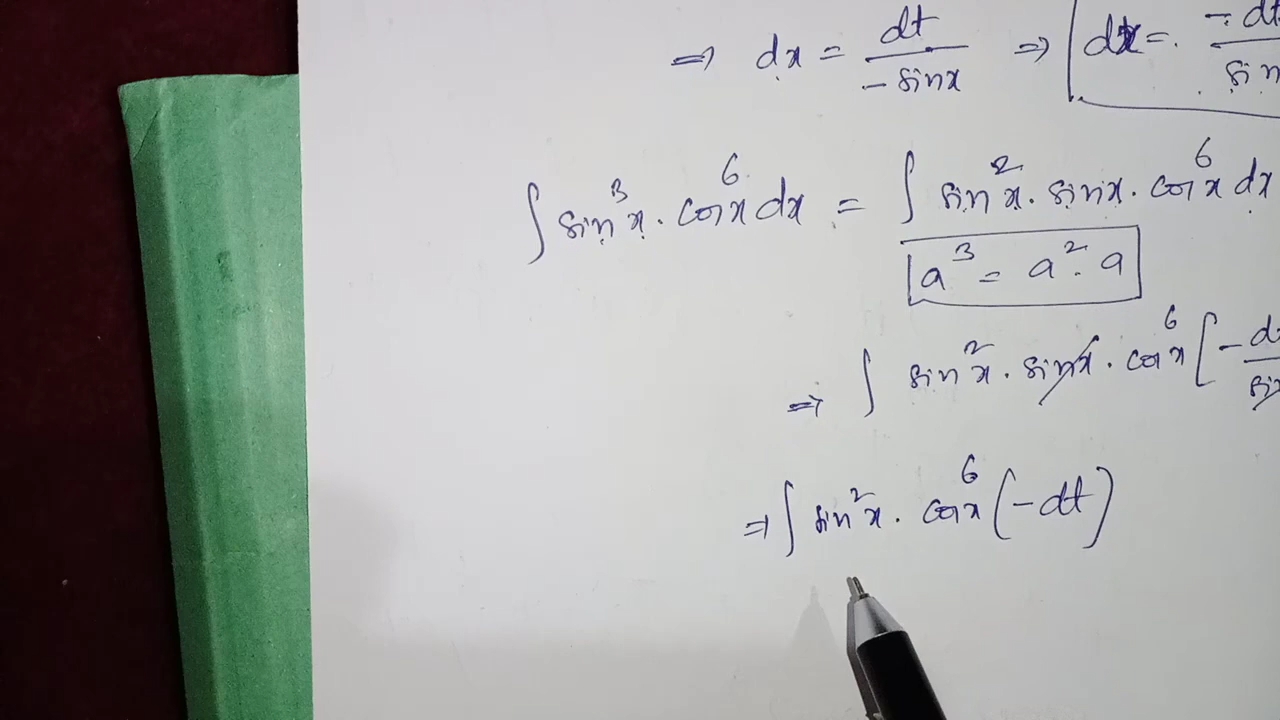 ⇒ dx = dt / - sinx ⇒ dx = - dt / sin
∫ sin³x . cos⁶x dx = ∫ sin²x . sinx . cos⁶x dx
a³ = a² . a
⇒ ∫ sin²x . sinx . cos⁶x [ - d / sin
⇒ ∫ sin²x . cos⁶x (-dt)